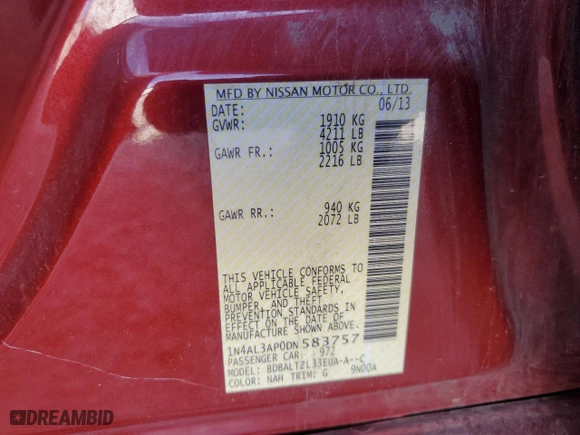 MFD BY NISSAN MOTOR CO., LTD.
DATE: 06/13
GVWR: 1910 KG
4211 LB
GAWR FR.: 1005 KG
2216 LB
GAWR RR.: 940 KG
2072 LB
THIS VEHICLE CONFORMS TO
ALL APPLICABLE FEDERAL
MOTOR VEHICLE SAFETY,
BUMPER, AND THEFT
PREVENTION STANDARDS IN
EFFECT ON THE DATE OF
MANUFACTURE SHOWN ABOVE.
1N4AL3AP0DN583757
PASSENGER CAR 972
MODEL: BDBALTZL33EUA-A--C
COLOR: NAH TRIM: G 9N00A
DREAMBID